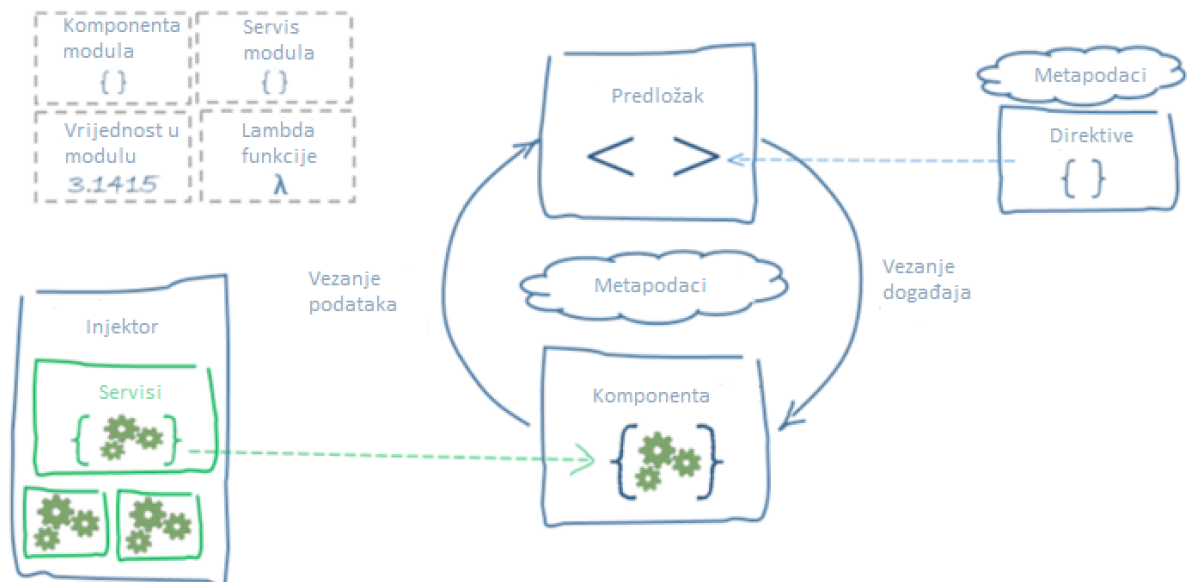 Komponenta
modula
{ }
Servis
modula
{ }
Vrijednost u
modulu
3.1415
Lambda
funkcije
λ
Predložak
< >
Metapodaci
Direktive
{ }
Vezanje
podataka
Metapodaci
Vezanje
događaja
Injektor
Servisi
{ }
Komponenta
{ }